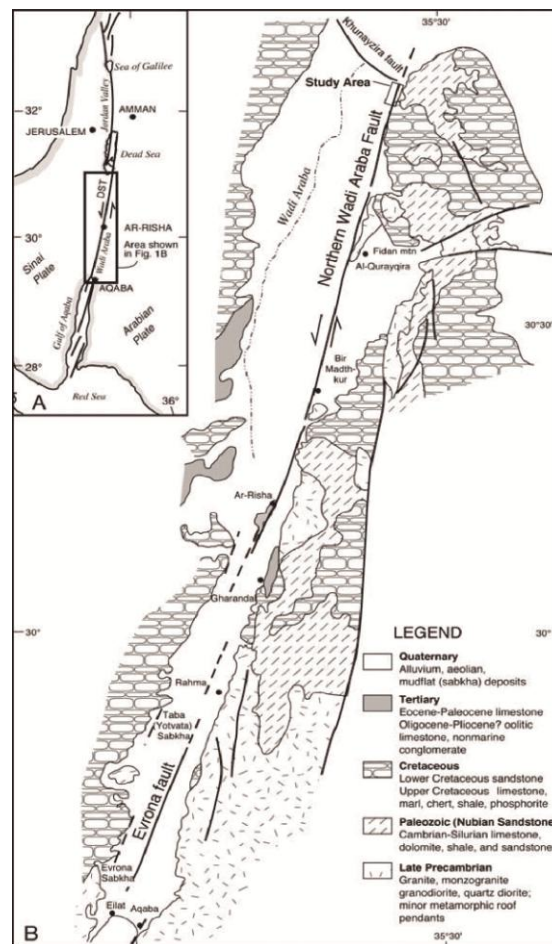 A
Sea of Galilee
32°
Jordan Valley
AMMAN
JERUSALEM
Dead Sea
DST
AR-RISHA
30°
Area shown
in Fig. 1B
Wadi Araba
Sinai
Plate
AQABA
Gulf of Aqaba
Arabian
Plate
28°
Red Sea
36°
A
B
35°30'
Khunayzira fault
Study Area
Northern Wadi Araba Fault
Wadi Araba
Fidan mtn
Al-Qurayqira
30°30'
Bir
Madth-
kur
Ar-Risha
Gharandal
30°
30°
Rahma
Taba
(Yotvata)
Sabkha
Evrona fault
Evrona
Sabkha
Eilat
Aqaba
35°30'
LEGEND
Quaternary
Alluvium, aeolian,
mudflat (sabkha) deposits
Tertiary
Eocene-Paleocene limestone
Oligocene-Pliocene? oolitic
limestone, nonmarine
conglomerate
Cretaceous
Lower Cretaceous sandstone
Upper Cretaceous limestone,
marl, chert, shale, phosphorite
Paleozoic (Nubian Sandstone
Cambrian-Silurian limestone,
dolomite, shale, and sandstone
Late Precambrian
Granite, monzogranite
granodiorite, quartz diorite;
minor metamorphic roof
pendants
B